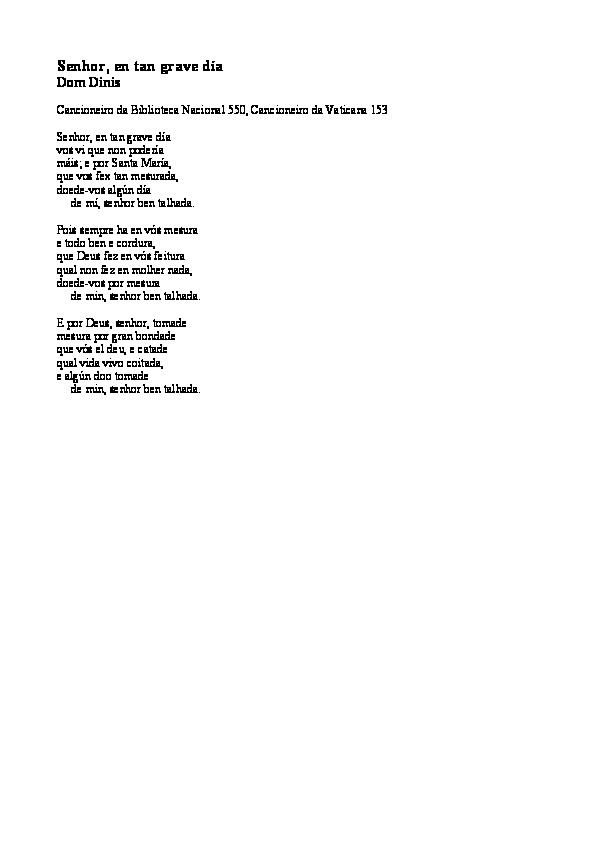 Senhor, en tan grave día
Dom Dinis
Cancioneiro da Biblioteca Nacional 550, Cancioneiro da Vaticana 153
Senhor, en tan grave día
vos vi que non podería
máis; e por Santa María,
que vos fex tan mesurada,
doede-vos algún día
de mí, senhor ben talhada.
Pois sempre ha en vós mesura
e todo ben e cordura,
que Deus fez en vós feitura
qual non fez en molher nada,
doede-vos por mesura
de min, senhor ben talhada.
E por Deus, senhor, tomade
mesura por gran bondade
que vós el deu, e catade
qual vida vivo coitada,
e algún doo tomade
de min, senhor ben talhada.